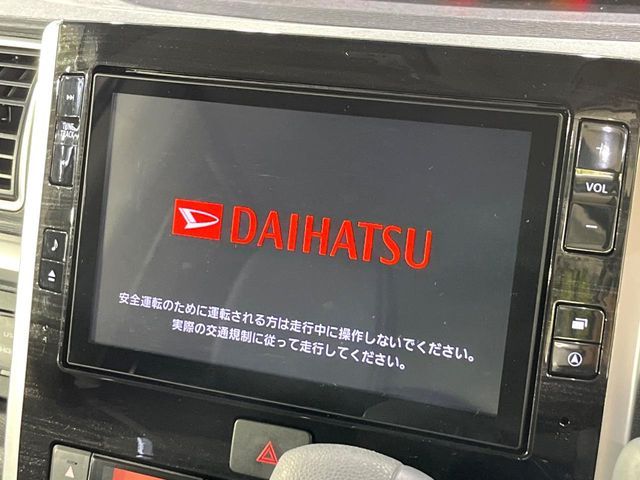 TUNE
TRACK
VOL
DAIHATSU
安全運転のために運転される方は走行中に操作しないでください。
実際の交通規制に従って走行してください。